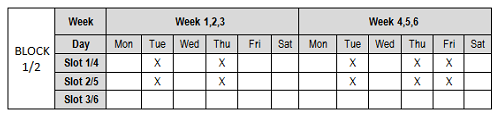 Week Week 1,2,3 Week 4,5,6
BLOCK 1/2
Day Mon Tue Wed Thu Fri Sat Mon Tue Wed Thu Fri Sat
Slot 1/4 X X X X X
Slot 2/5 X X X X X
Slot 3/6